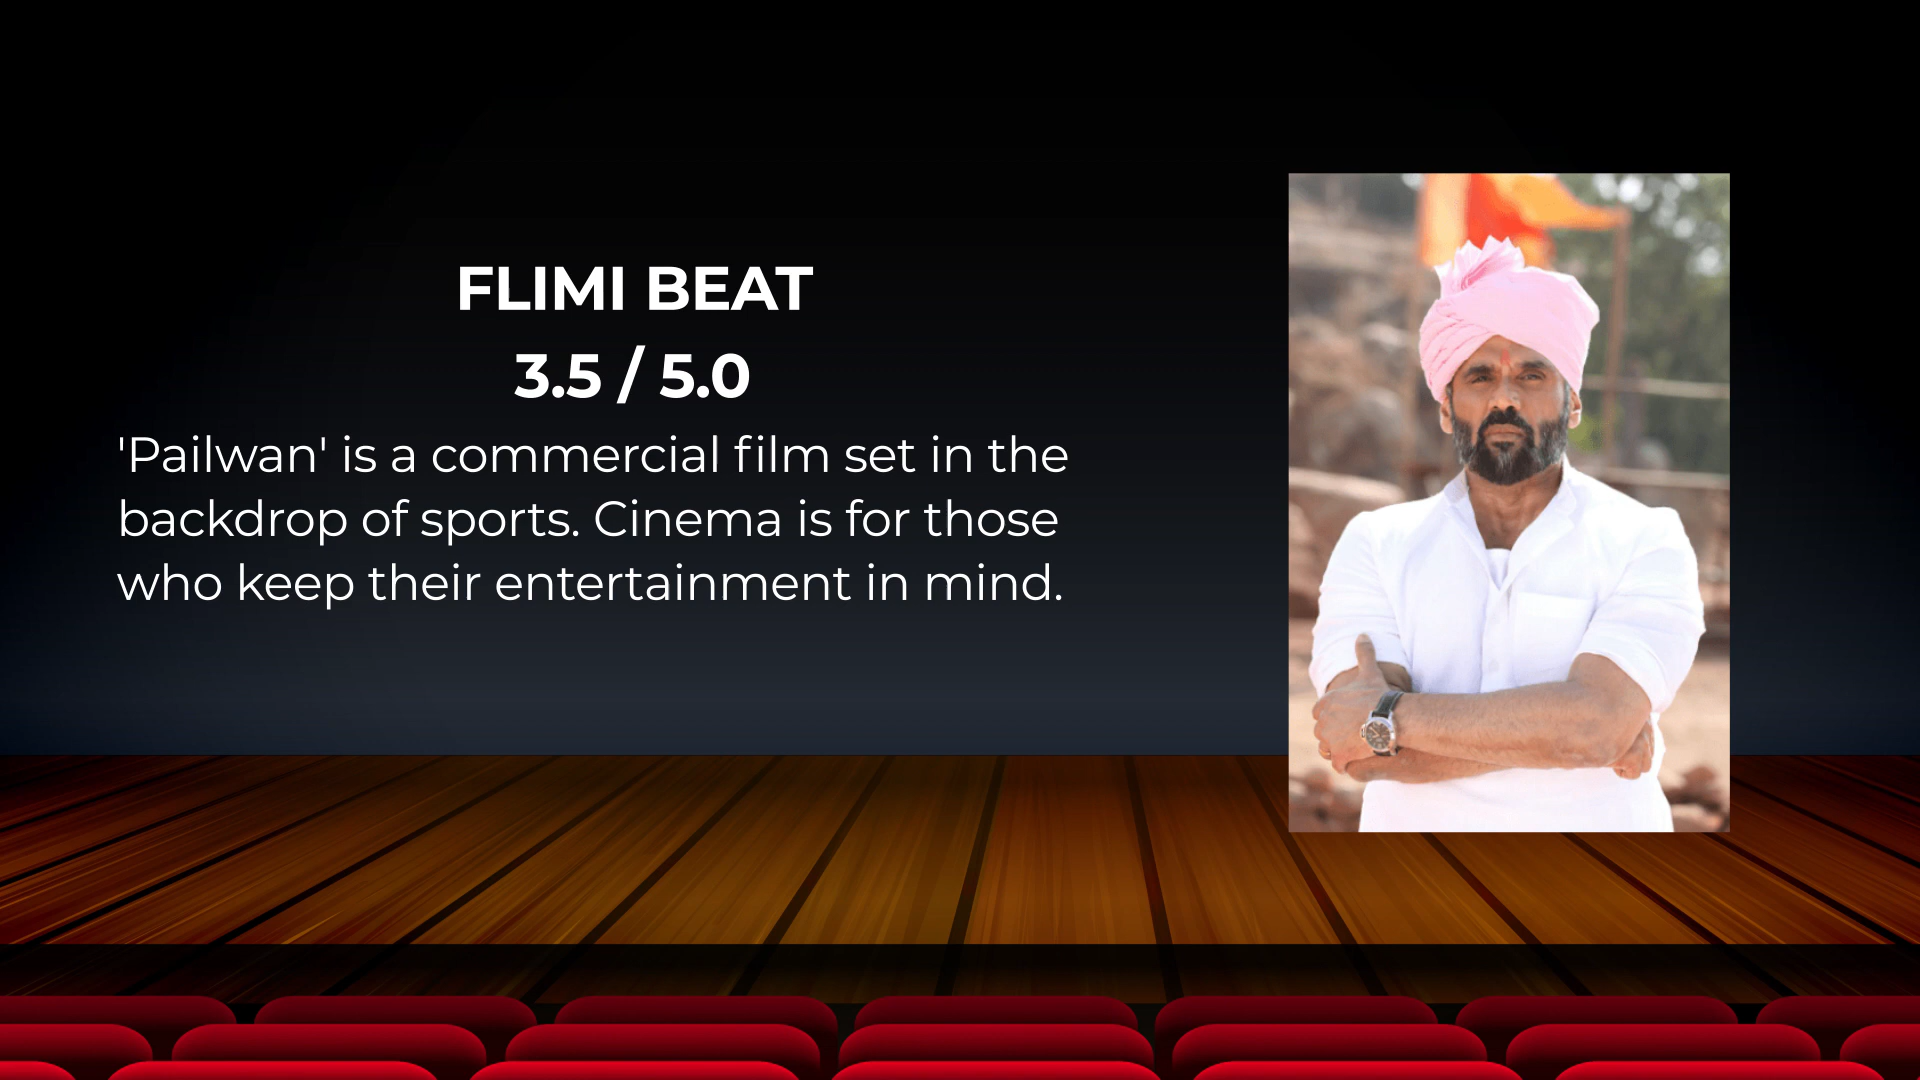 FLIMI BEAT
3.5 / 5.0
'Pailwan' is a commercial film set in the
backdrop of sports. Cinema is for those
who keep their entertainment in mind.